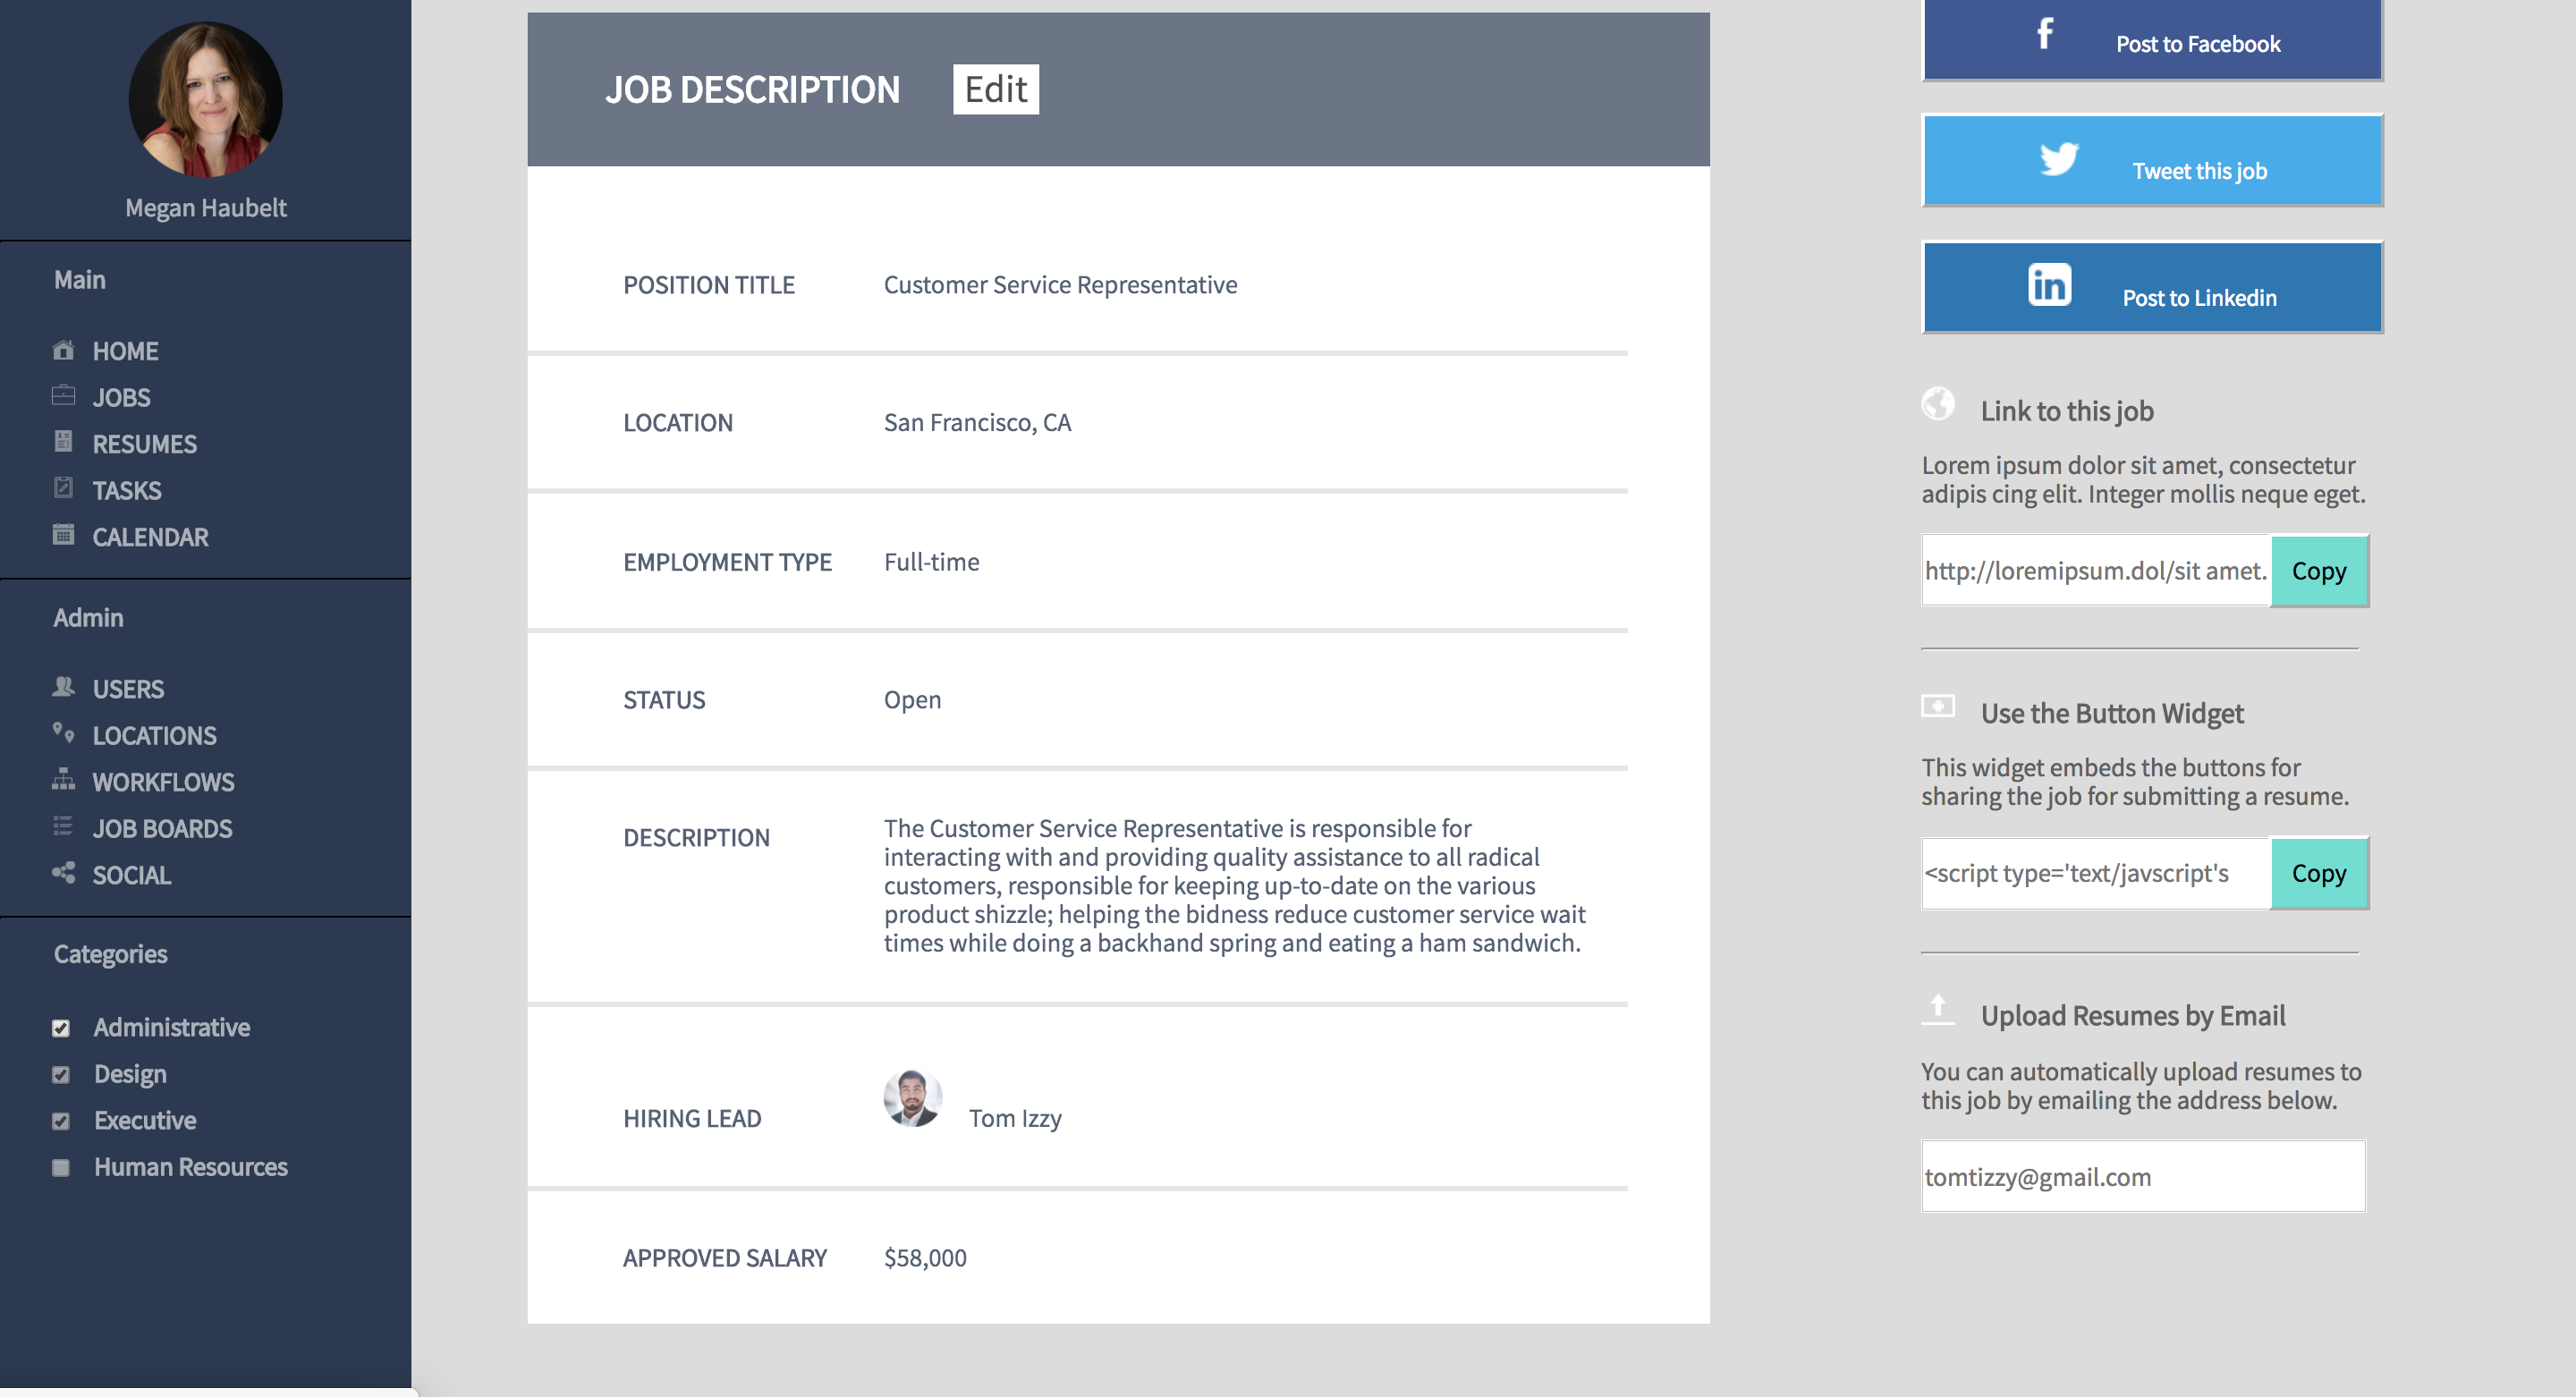 Megan Haubelt
Main
HOME
JOBS
RESUMES
TASKS
CALENDAR
Admin
USERS
LOCATIONS
WORKFLOWS
JOB BOARDS
SOCIAL
Categories
Administrative
Design
Executive
Human Resources
JOB DESCRIPTION Edit
POSITION TITLE Customer Service Representative
LOCATION San Francisco, CA
EMPLOYMENT TYPE Full-time
STATUS Open
DESCRIPTION The Customer Service Representative is responsible for
interacting with and providing quality assistance to all radical
customers, responsible for keeping up-to-date on the various
product shizzle; helping the bidness reduce customer service wait
times while doing a backhand spring and eating a ham sandwich.
HIRING LEAD Tom Izzy
APPROVED SALARY $58,000
f Post to Facebook
Tweet this job
in Post to Linkedin
Link to this job
Lorem ipsum dolor sit amet, consectetur
adipis cing elit. Integer mollis neque eget.
http://loremipsum.dol/sit amet. Copy
Use the Button Widget
This widget embeds the buttons for
sharing the job for submitting a resume.
<script type='text/javscript's Copy
Upload Resumes by Email
You can automatically upload resumes to
this job by emailing the address below.
tomtizzy@gmail.com